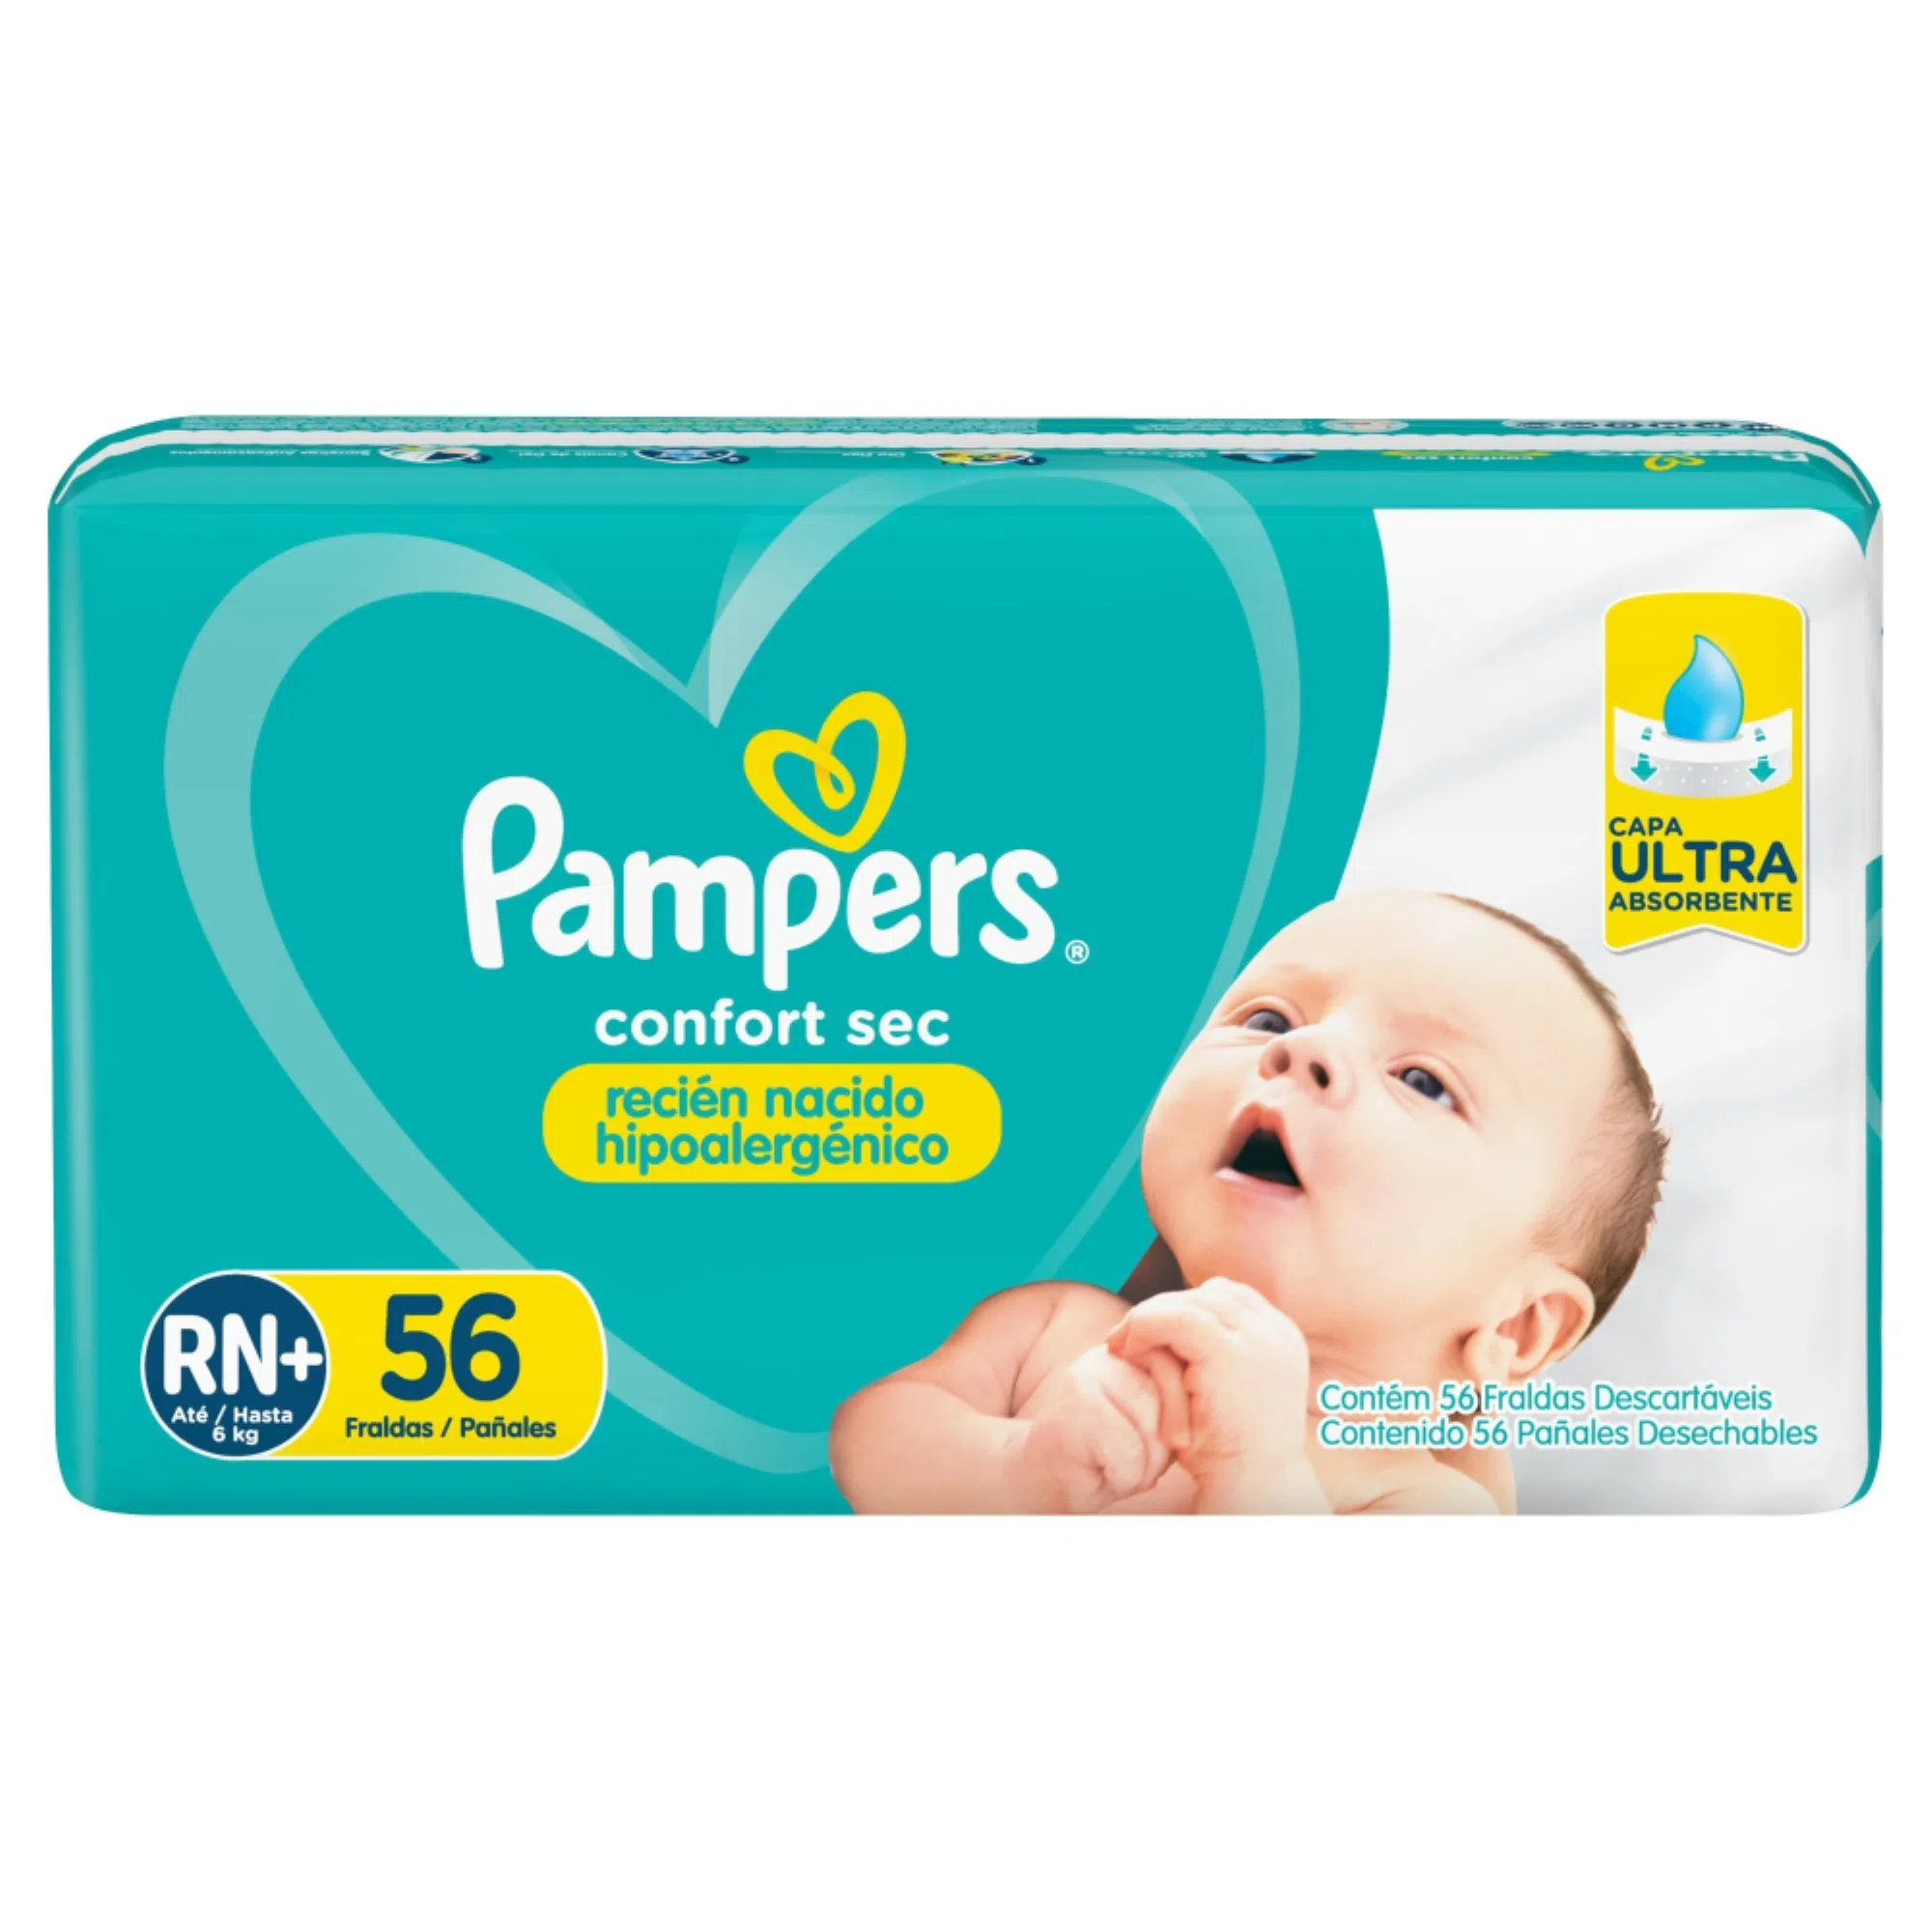 Pampers®
confort sec
recién nacido
hipoalergénico
CAPA
ULTRA
ABSORBENTE
RN+
Até / Hasta
6 kg
56
Fraldas / Pañales
Contém 56 Fraldas Descartáveis
Contenido 56 Pañales Desechables